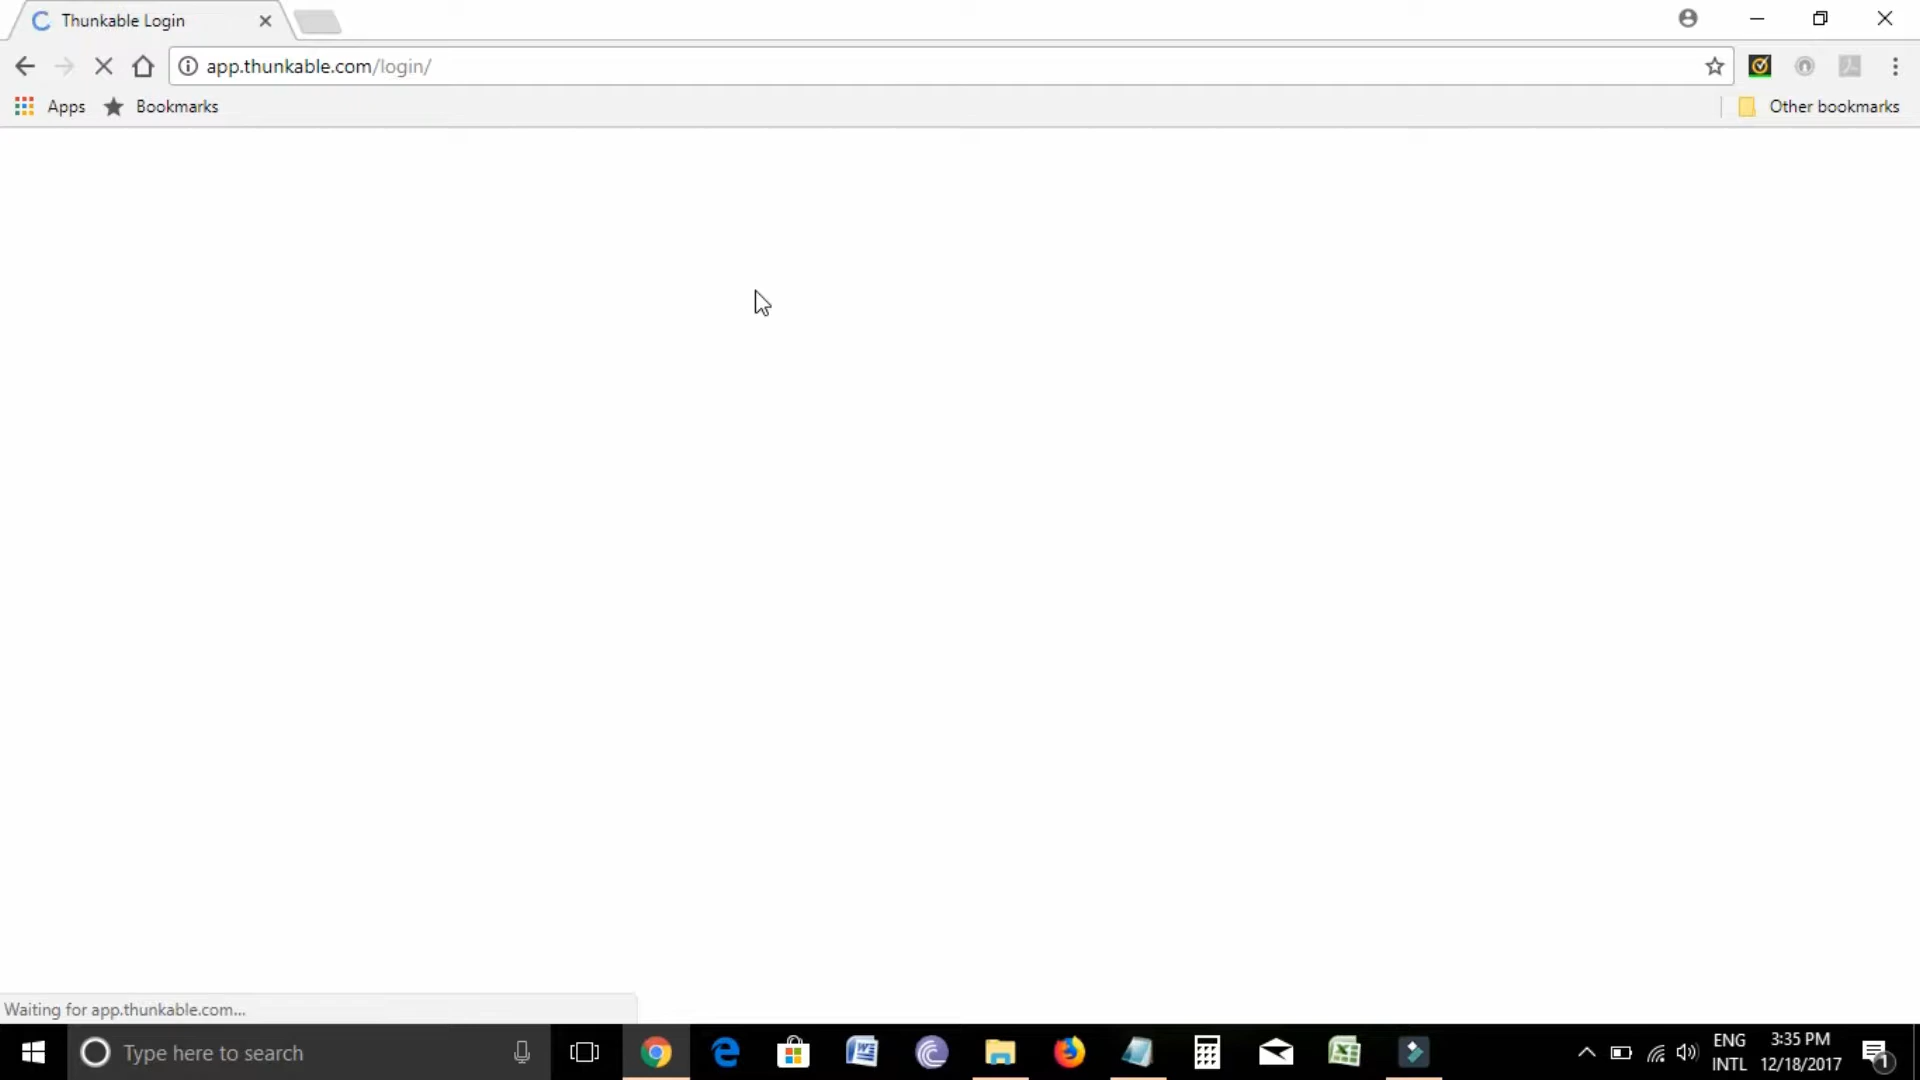 Thunkable Login
app.thunkable.com/login/
Apps Bookmarks Other bookmarks
Waiting for app.thunkable.com...
Type here to search
ENG 3:35 PM
INTL 12/18/2017
1